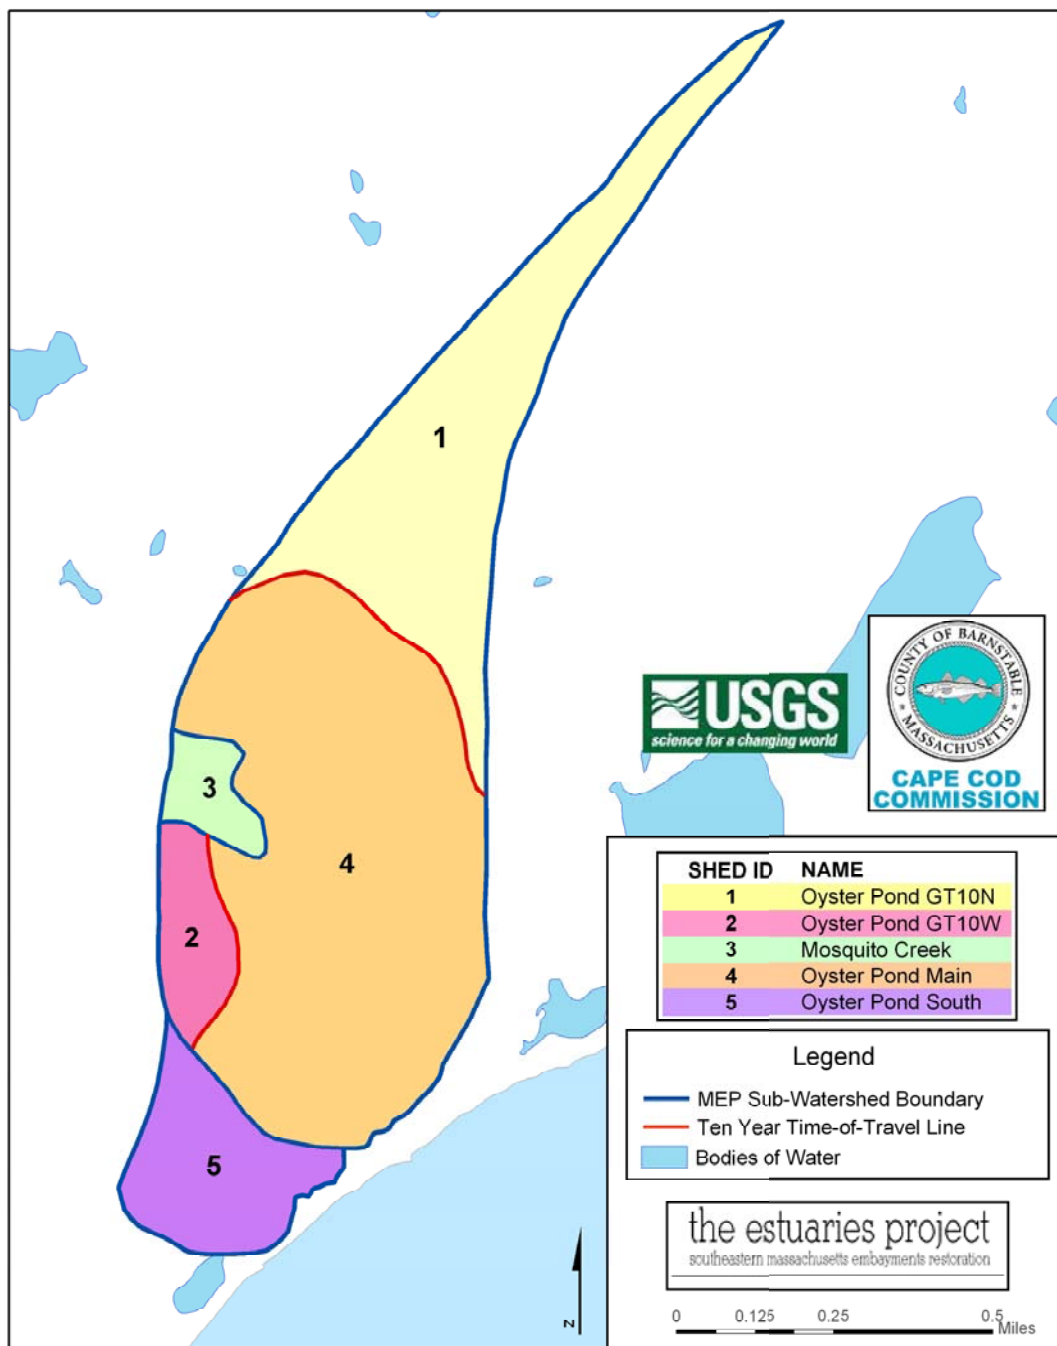 1
3
4
2
5
USGS
science for a changing world
COUNTY OF BARNSTABLE
MASSACHUSETTS
CAPE COD
COMMISSION
SHED ID NAME
1 Oyster Pond GT10N
2 Oyster Pond GT10W
3 Mosquito Creek
4 Oyster Pond Main
5 Oyster Pond South
Legend
MEP Sub-Watershed Boundary
Ten Year Time-of-Travel Line
Bodies of Water
the estuaries project
southeastern massachusetts embayments restoration
N
0 0.125 0.25 0.5
Miles